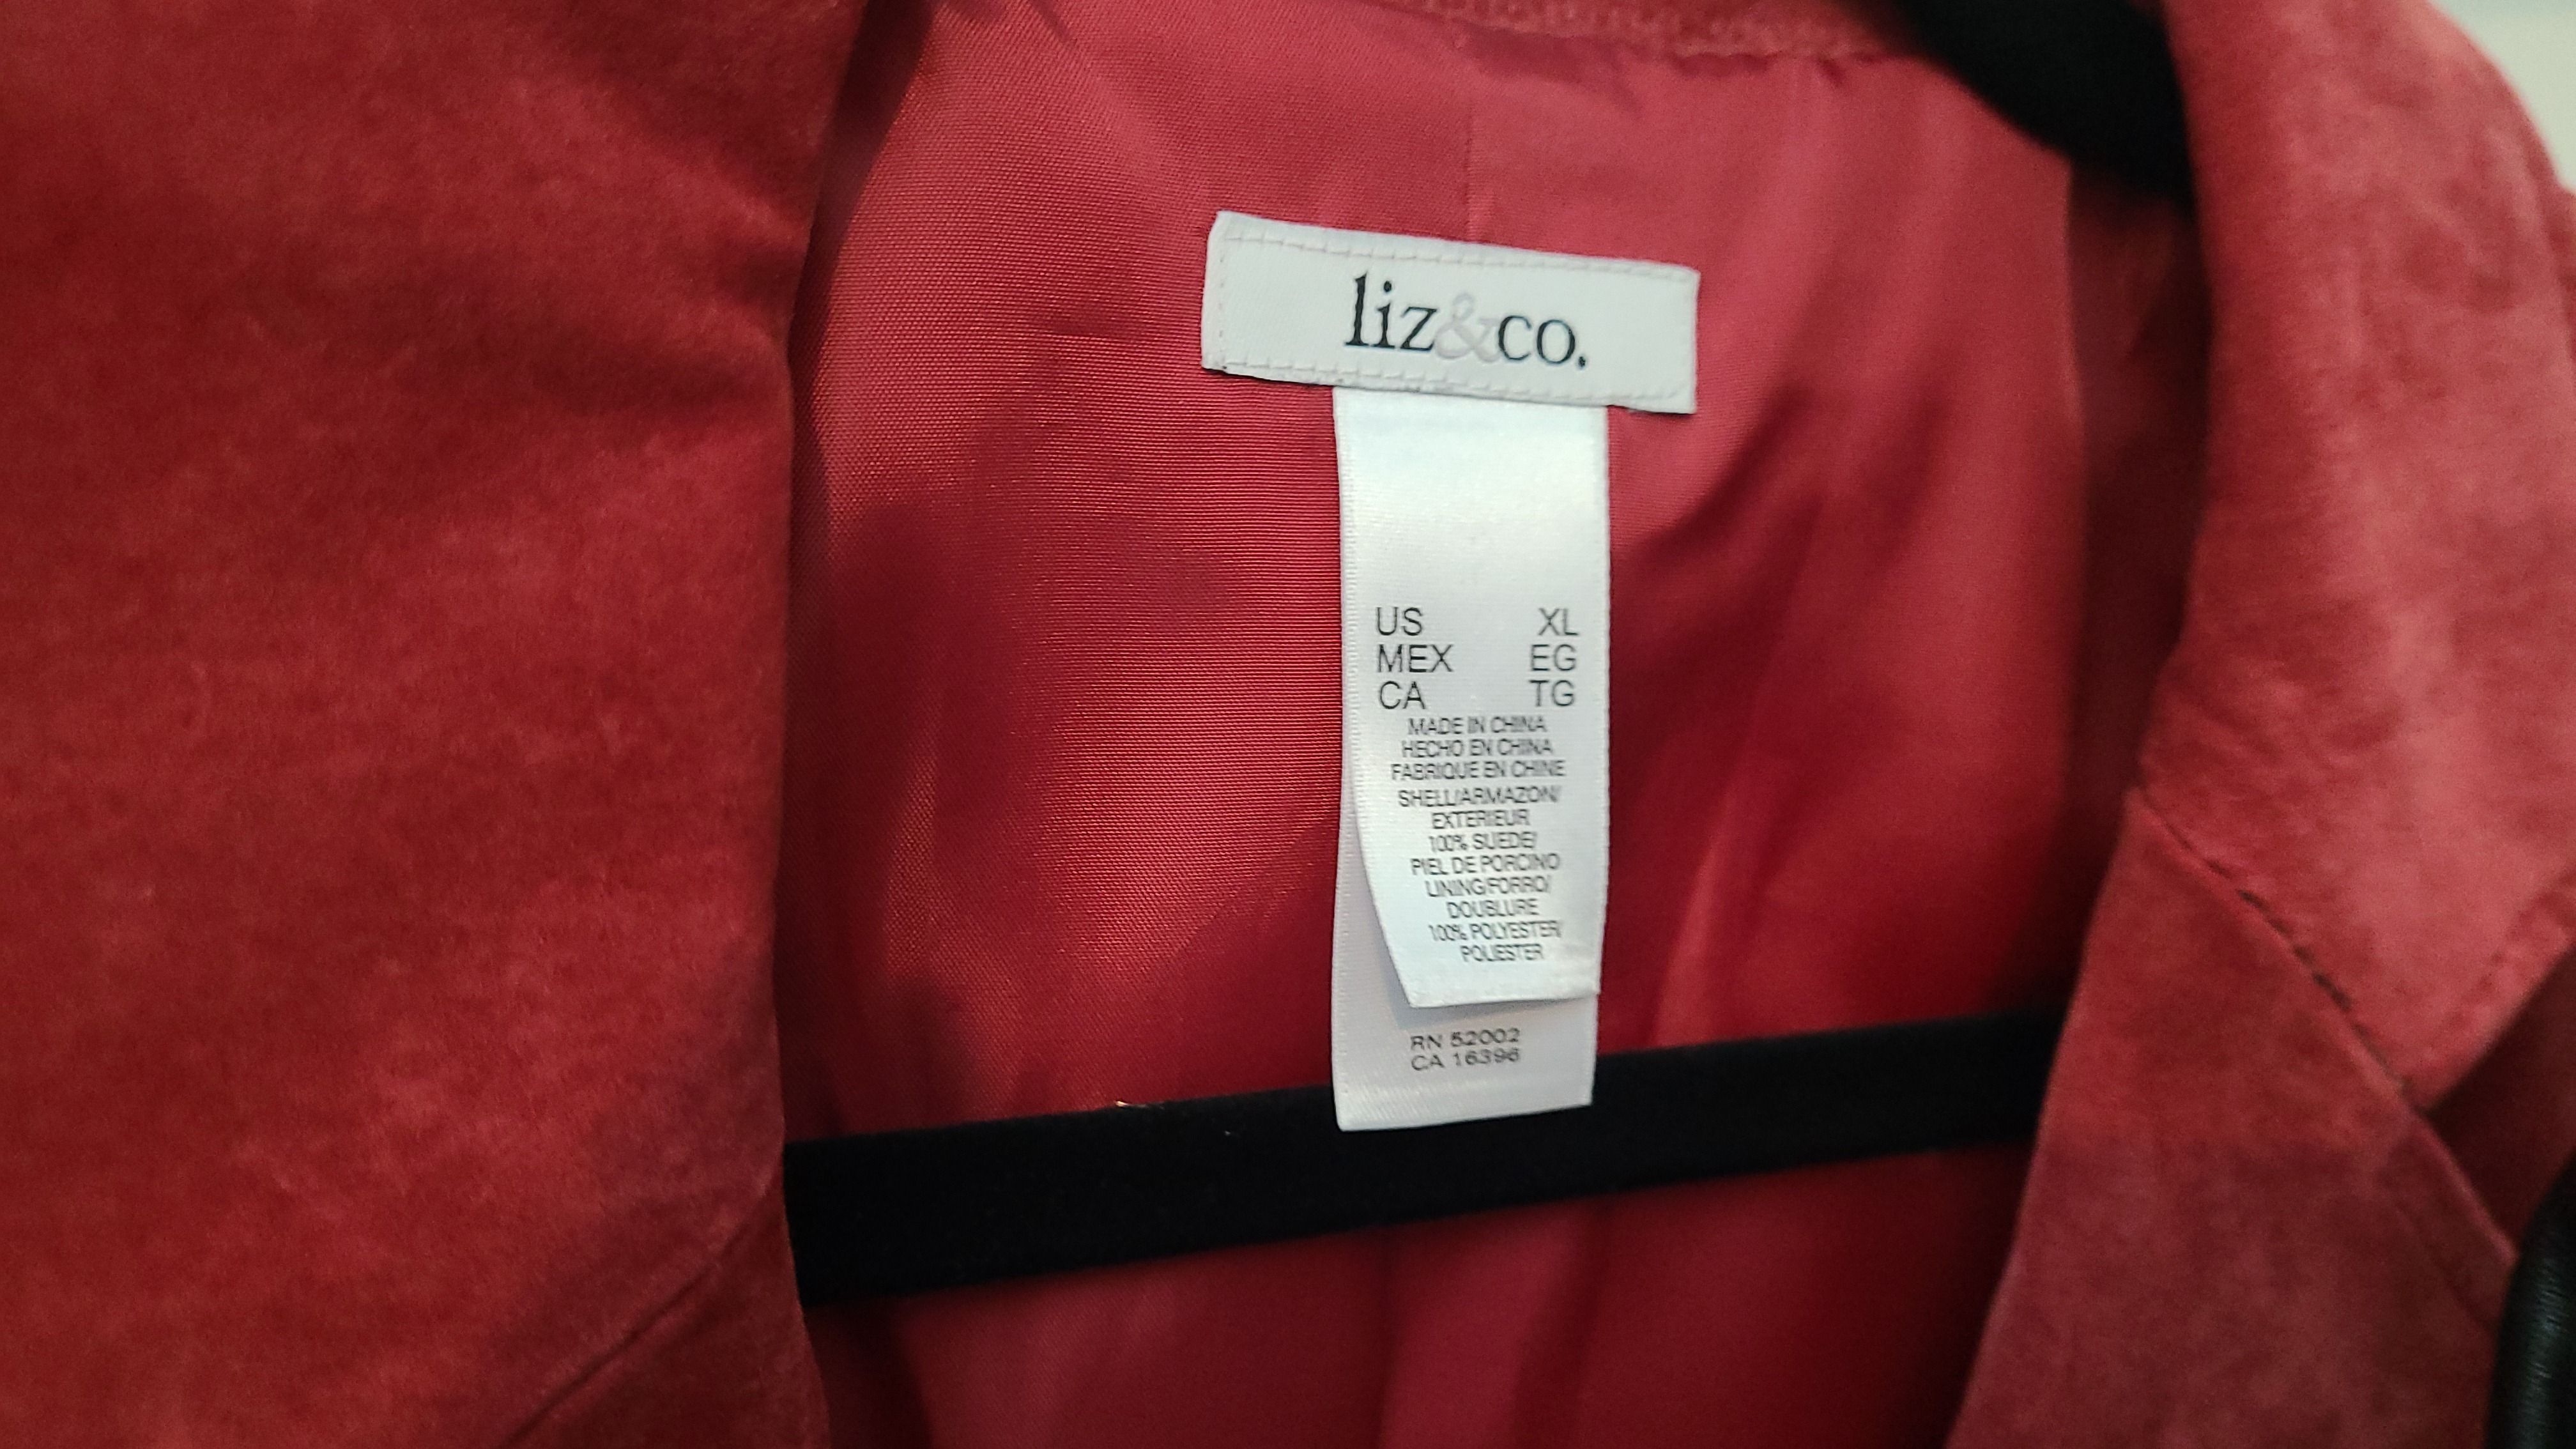 liz&co.
US XL
MEX EG
CA TG
MADE IN CHINA
HECHO EN CHINA
FABRIQUE EN CHINE
SHELL/ARMAZON/
EXTERIEUR
100% SUEDE/
PIEL DE PORCINO
LINING/FORRO/
DOUBLURE
100% POLYESTER/
POLIESTER
RN 52002
CA 16396